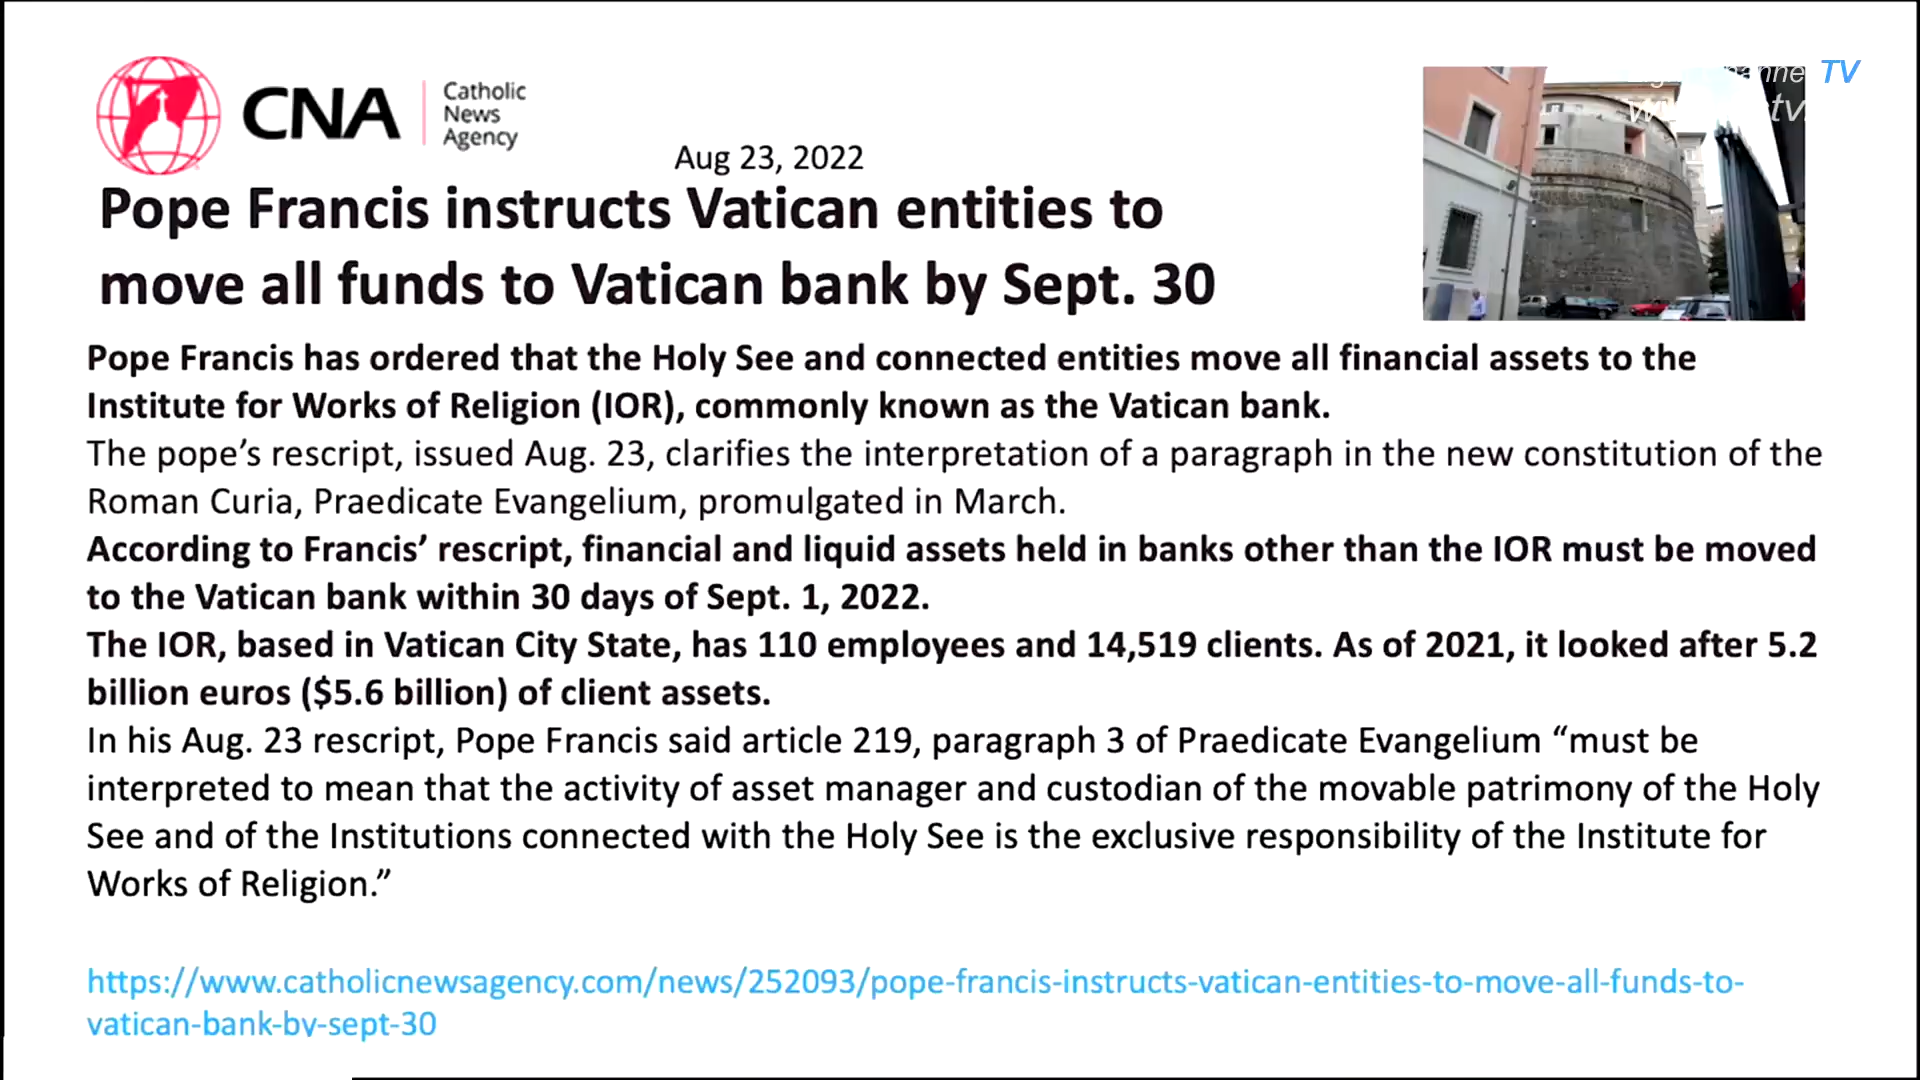 CNA
Catholic
News
Agency
TV
Aug 23, 2022
Pope Francis instructs Vatican entities to
move all funds to Vatican bank by Sept. 30
Pope Francis has ordered that the Holy See and connected entities move all financial assets to the
Institute for Works of Religion (IOR), commonly known as the Vatican bank.
The pope’s rescript, issued Aug. 23, clarifies the interpretation of a paragraph in the new constitution of the
Roman Curia, Praedicate Evangelium, promulgated in March.
According to Francis’ rescript, financial and liquid assets held in banks other than the IOR must be moved
to the Vatican bank within 30 days of Sept. 1, 2022.
The IOR, based in Vatican City State, has 110 employees and 14,519 clients. As of 2021, it looked after 5.2
billion euros ($5.6 billion) of client assets.
In his Aug. 23 rescript, Pope Francis said article 219, paragraph 3 of Praedicate Evangelium “must be
interpreted to mean that the activity of asset manager and custodian of the movable patrimony of the Holy
See and of the Institutions connected with the Holy See is the exclusive responsibility of the Institute for
Works of Religion.”
https://www.catholicnewsagency.com/news/252093/pope-francis-instructs-vatican-entities-to-move-all-funds-to-
vatican-bank-by-sept-30